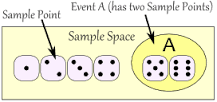 Event A (has two Sample Points)
Sample Point
Sample Space
A